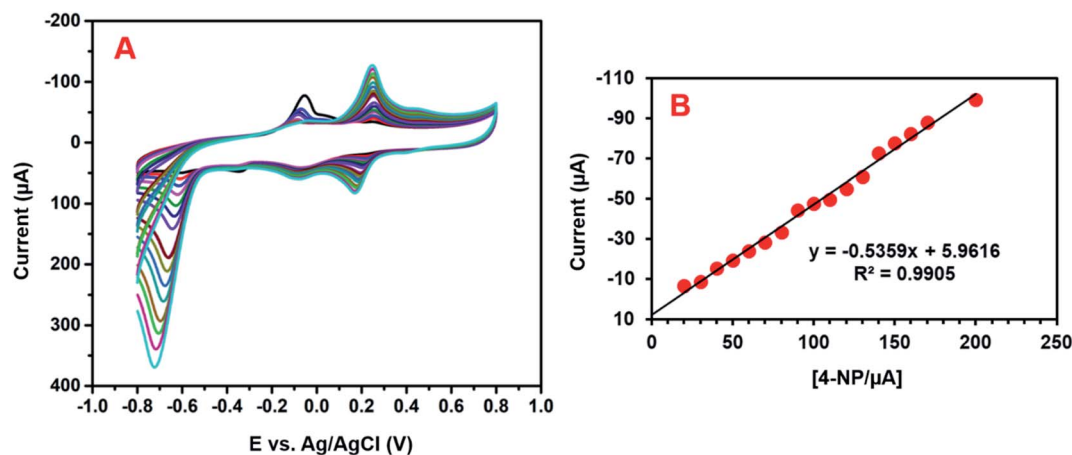 A
-200
-100
0
100
200
300
400
Current (µA)
-1.0 -0.8 -0.6 -0.4 -0.2 0.0 0.2 0.4 0.6 0.8 1.0
E vs. Ag/AgCl (V)
B
-110
-90
-70
-50
-30
-10
10
Current (µA)
y = -0.5359x + 5.9616
R² = 0.9905
0 50 100 150 200 250
[4-NP/µA]